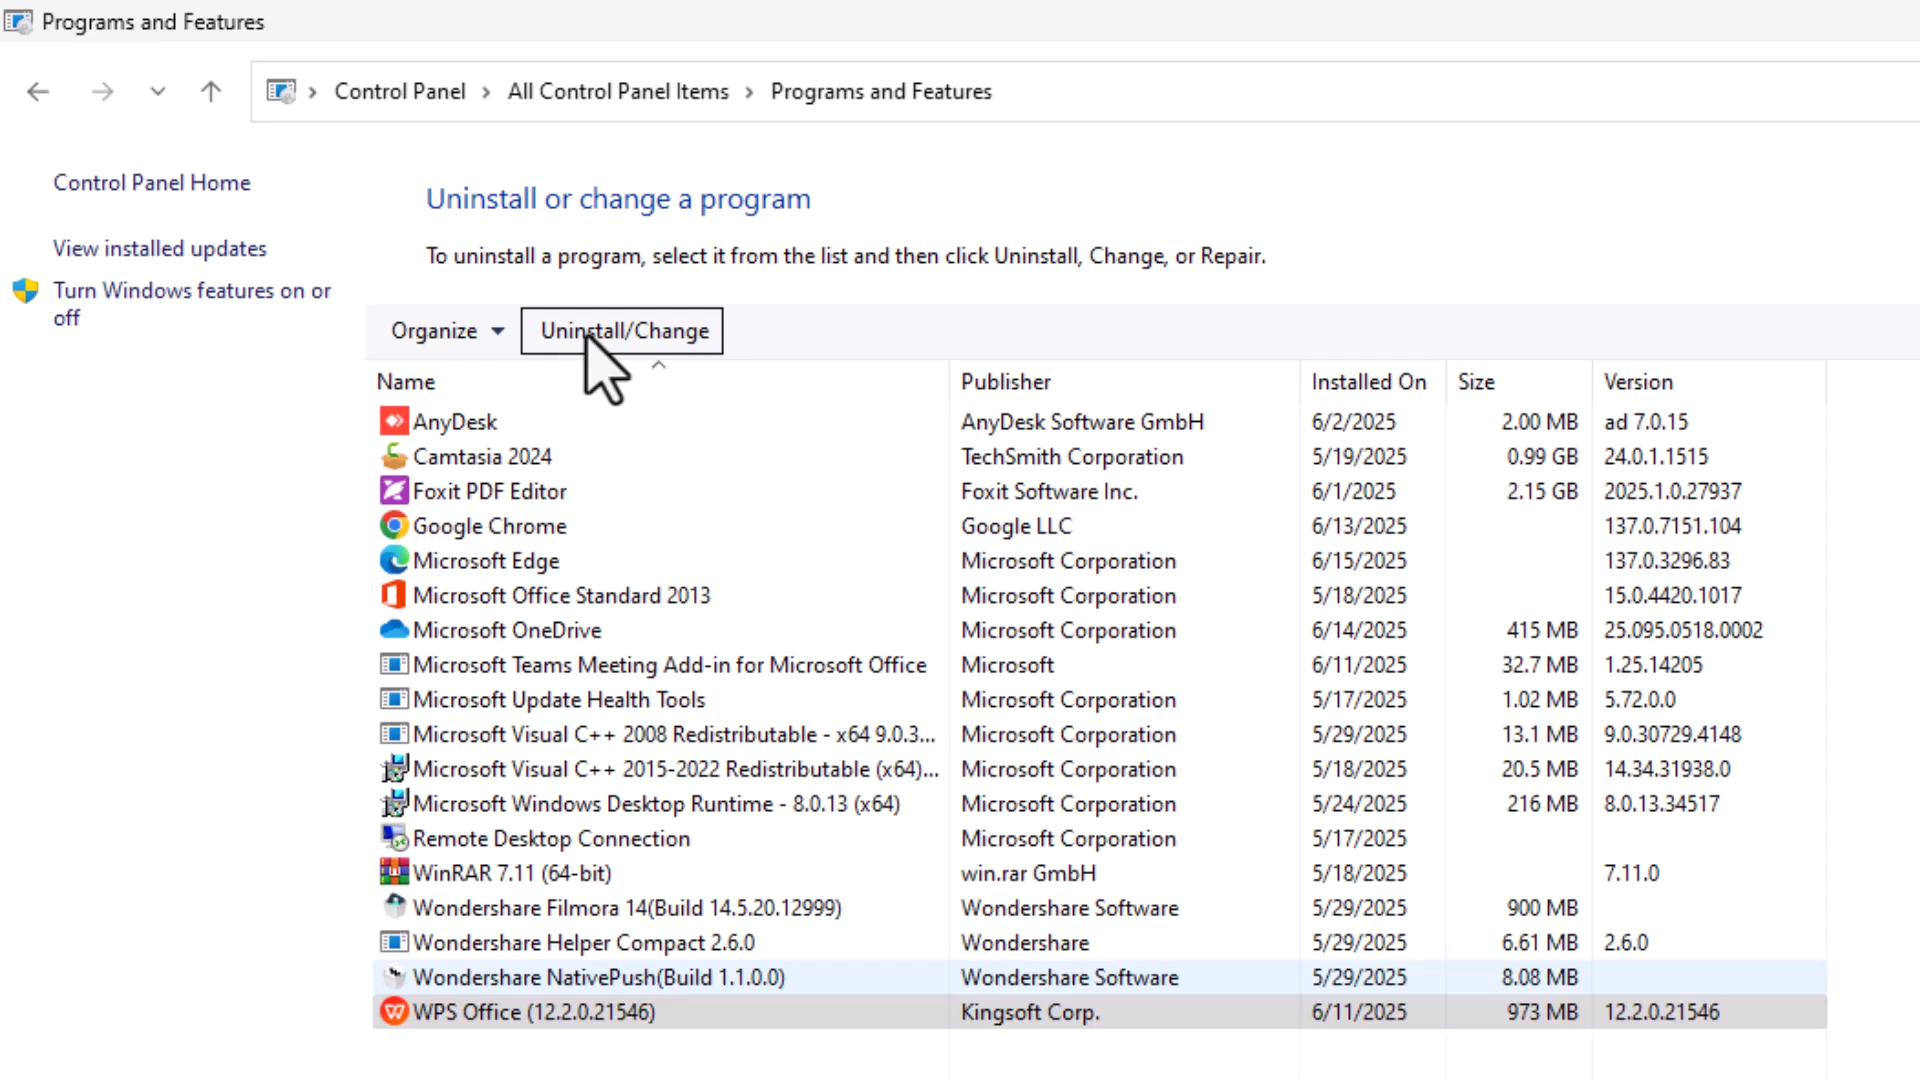 Programs and Features
Control Panel > All Control Panel Items > Programs and Features
Control Panel Home
View installed updates
Turn Windows features on or
off
Uninstall or change a program
To uninstall a program, select it from the list and then click Uninstall, Change, or Repair.
Organize Uninstall/Change
Name Publisher Installed On Size Version
AnyDesk AnyDesk Software GmbH 6/2/2025 2.00 MB ad 7.0.15
Camtasia 2024 TechSmith Corporation 5/19/2025 0.99 GB 24.0.1.1515
Foxit PDF Editor Foxit Software Inc. 6/1/2025 2.15 GB 2025.1.0.27937
Google Chrome Google LLC 6/13/2025 137.0.7151.104
Microsoft Edge Microsoft Corporation 6/15/2025 137.0.3296.83
Microsoft Office Standard 2013 Microsoft Corporation 5/18/2025 15.0.4420.1017
Microsoft OneDrive Microsoft Corporation 6/14/2025 415 MB 25.095.0518.0002
Microsoft Teams Meeting Add-in for Microsoft Office Microsoft 6/11/2025 32.7 MB 1.25.14205
Microsoft Update Health Tools Microsoft Corporation 5/17/2025 1.02 MB 5.72.0.0
Microsoft Visual C++ 2008 Redistributable - x64 9.0.3... Microsoft Corporation 5/29/2025 13.1 MB 9.0.30729.4148
Microsoft Visual C++ 2015-2022 Redistributable (x64)... Microsoft Corporation 5/18/2025 20.5 MB 14.34.31938.0
Microsoft Windows Desktop Runtime - 8.0.13 (x64) Microsoft Corporation 5/24/2025 216 MB 8.0.13.34517
Remote Desktop Connection Microsoft Corporation 5/17/2025
WinRAR 7.11 (64-bit) win.rar GmbH 5/18/2025 7.11.0
Wondershare Filmora 14(Build 14.5.20.12999) Wondershare Software 5/29/2025 900 MB
Wondershare Helper Compact 2.6.0 Wondershare 5/29/2025 6.61 MB 2.6.0
Wondershare NativePush(Build 1.1.0.0) Wondershare Software 5/29/2025 8.08 MB
WPS Office (12.2.0.21546) Kingsoft Corp. 6/11/2025 973 MB 12.2.0.21546